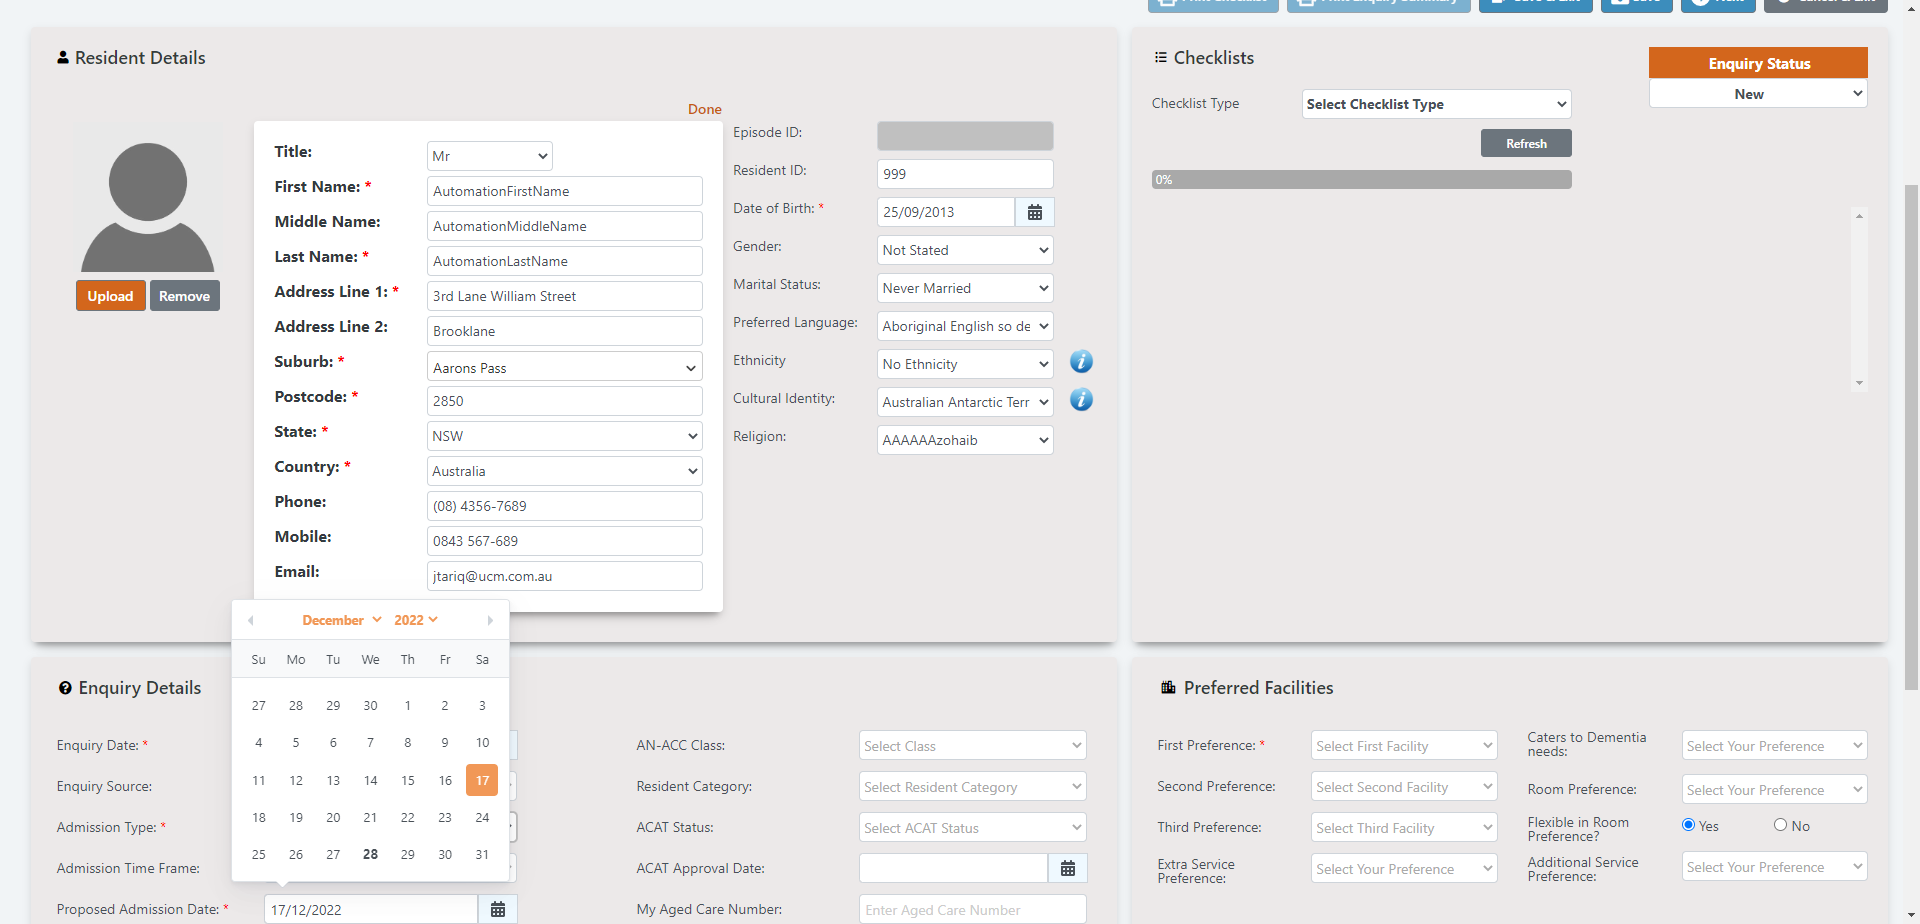 Resident Details
Done
Upload
Remove
Title:
Mr
First Name: *
AutomationFirstName
Middle Name:
AutomationMiddleName
Last Name: *
AutomationLastName
Address Line 1: *
3rd Lane William Street
Address Line 2:
Brooklane
Suburb: *
Aarons Pass
Postcode: *
2850
State: *
NSW
Country: *
Australia
Phone:
(08) 4356-7689
Mobile:
0843 567-689
Email:
jtariq@ucm.com.au
Episode ID:
Resident ID:
999
Date of Birth: *
25/09/2013
Gender:
Not Stated
Marital Status:
Never Married
Preferred Language:
Aboriginal English so de
Ethnicity
No Ethnicity
Cultural Identity:
Australian Antarctic Terr
Religion:
AAAAAAzohaib
Checklists
Enquiry Status
New
Checklist Type
Select Checklist Type
Refresh
0%
December 2022
Su Mo Tu We Th Fr Sa
27 28 29 30 1 2 3
4 5 6 7 8 9 10
11 12 13 14 15 16 17
18 19 20 21 22 23 24
25 26 27 28 29 30 31
Enquiry Details
Enquiry Date: *
Enquiry Source:
Admission Type: *
Admission Time Frame:
Proposed Admission Date: *
17/12/2022
AN-ACC Class:
Select Class
Resident Category:
Select Resident Category
ACAT Status:
Select ACAT Status
ACAT Approval Date:
My Aged Care Number:
Enter Aged Care Number
Preferred Facilities
First Preference: *
Select First Facility
Second Preference:
Select Second Facility
Third Preference:
Select Third Facility
Extra Service
Preference:
Select Your Preference
Caters to Dementia
needs:
Select Your Preference
Room Preference:
Select Your Preference
Flexible in Room
Preference?
Yes
No
Additional Service
Preference:
Select Your Preference